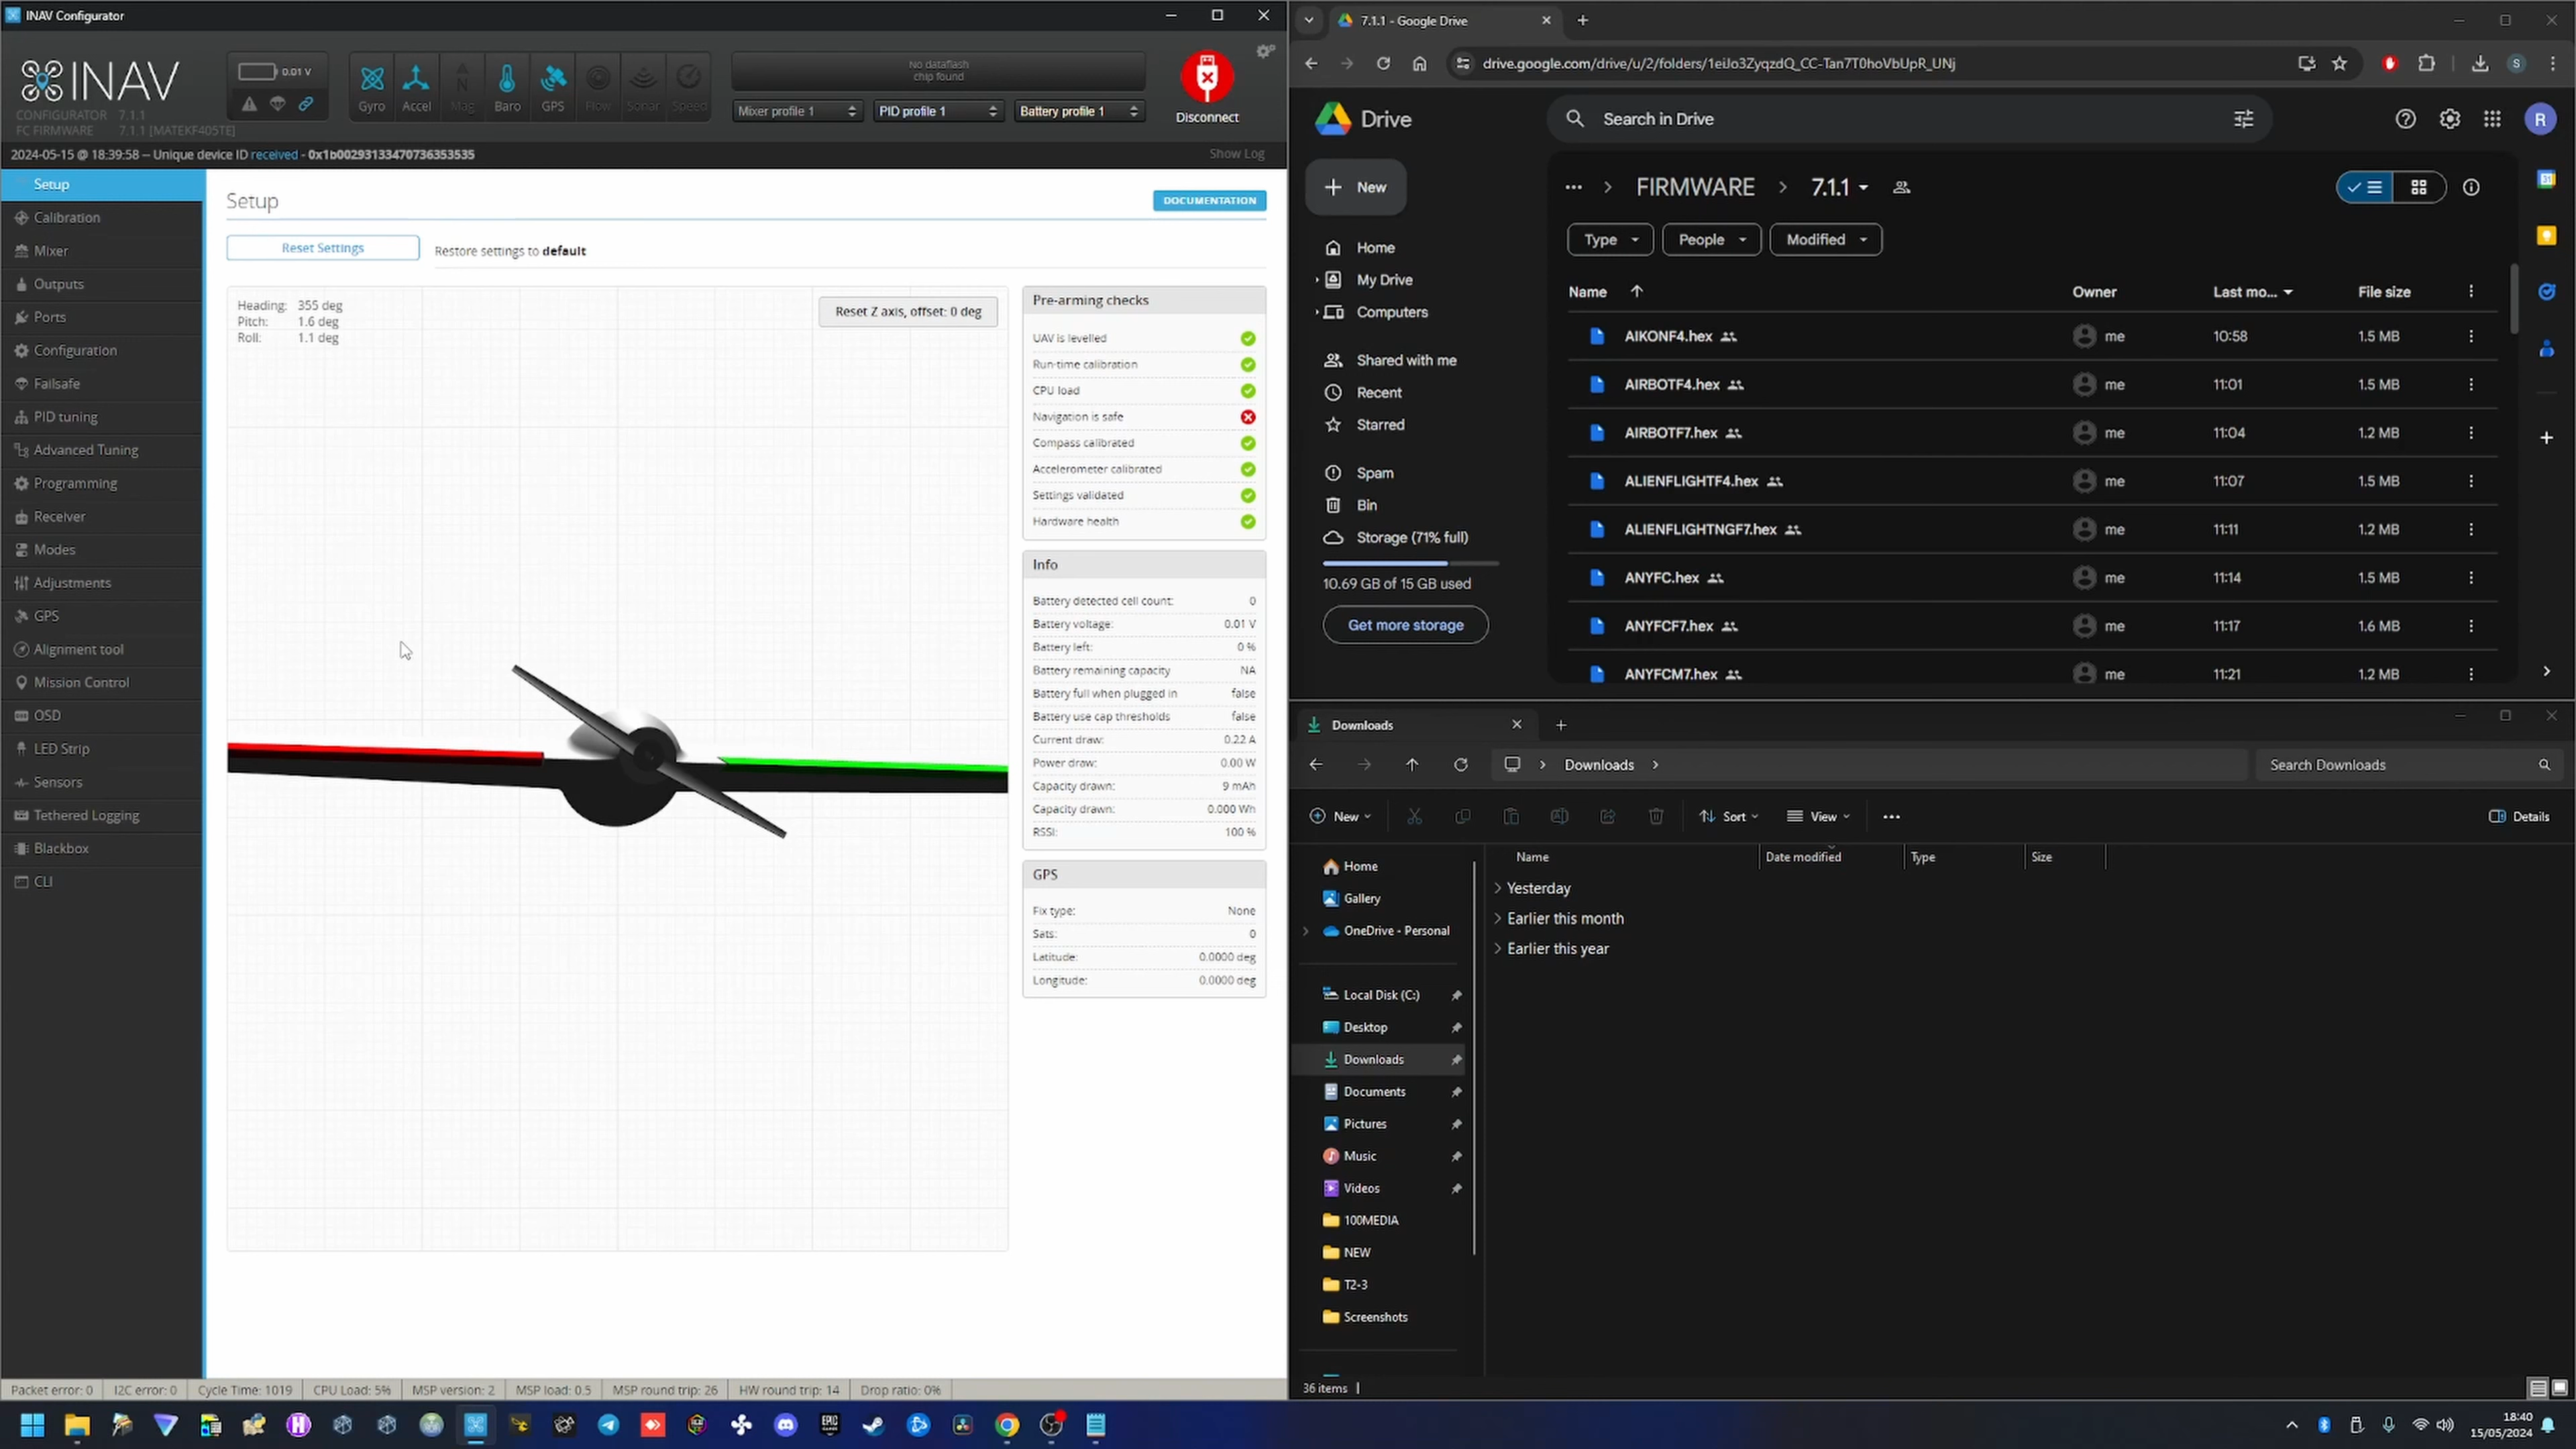 INAV Configurator
INAV
CONFIGURATOR 7.1.1
FC FIRMWARE 7.1.1 [MATEKF405TE]
0.01 V
Gyro
Accel
Mag
Baro
GPS
Flow
Sonar
Speed
No dataflash
chip found
Mixer profile 1
PID profile 1
Battery profile 1
Disconnect
2024-05-15 @ 18:39:58 -- Unique device ID received - 0x1b00293133470736353535
Show Log
Setup
Calibration
Mixer
Outputs
Ports
Configuration
Failsafe
PID tuning
Advanced Tuning
Programming
Receiver
Modes
Adjustments
GPS
Alignment tool
Mission Control
OSD
LED Strip
Sensors
Tethered Logging
Blackbox
CLI
Setup
DOCUMENTATION
Reset Settings
Restore settings to default
Heading: 355 deg
Pitch: 1.6 deg
Roll: 1.1 deg
Reset Z axis, offset: 0 deg
Pre-arming checks
UAV is levelled
Run-time calibration
CPU load
Navigation is safe
Compass calibrated
Accelerometer calibrated
Settings validated
Hardware health
Info
Battery detected cell count: 0
Battery voltage: 0.01 V
Battery left: 0 %
Battery remaining capacity NA
Battery full when plugged in false
Battery use cap thresholds false
Current draw: 0.22 A
Power draw: 0.00 W
Capacity drawn: 9 mAh
Capacity drawn: 0.000 Wh
RSSI: 100 %
GPS
Fix type: None
Sats: 0
Latitude: 0.0000 deg
Longitude: 0.0000 deg
Packet error: 0
I2C error: 0
Cycle Time: 1019
CPU Load: 5%
MSP version: 2
MSP load: 0.5
MSP round trip: 26
HW round trip: 14
Drop ratio: 0%
7.1.1 - Google Drive
drive.google.com/drive/u/2/folders/1eiJo3ZyqzdQ_CC-Tan7T0hoVbUpR_UNj
S
Drive
Search in Drive
R
New
Home
My Drive
Computers
Shared with me
Recent
Starred
Spam
Bin
Storage (71% full)
10.69 GB of 15 GB used
Get more storage
FIRMWARE
7.1.1
Type
People
Modified
Name
Owner
Last mo...
File size
AIKONF4.hex me 10:58 1.5 MB
AIRBOTF4.hex me 11:01 1.5 MB
AIRBOTF7.hex me 11:04 1.2 MB
ALIENFLIGHTF4.hex me 11:07 1.5 MB
ALIENFLIGHTNGF7.hex me 11:11 1.2 MB
ANYFC.hex me 11:14 1.5 MB
ANYFCF7.hex me 11:17 1.6 MB
ANYFCM7.hex me 11:21 1.2 MB
31
Downloads
Downloads
Search Downloads
New
Sort
View
Details
Home
Gallery
OneDrive - Personal
Local Disk (C:)
Desktop
Downloads
Documents
Pictures
Music
Videos
100MEDIA
NEW
T2-3
Screenshots
Name
Date modified
Type
Size
Yesterday
Earlier this month
Earlier this year
36 items
18:40
15/05/2024